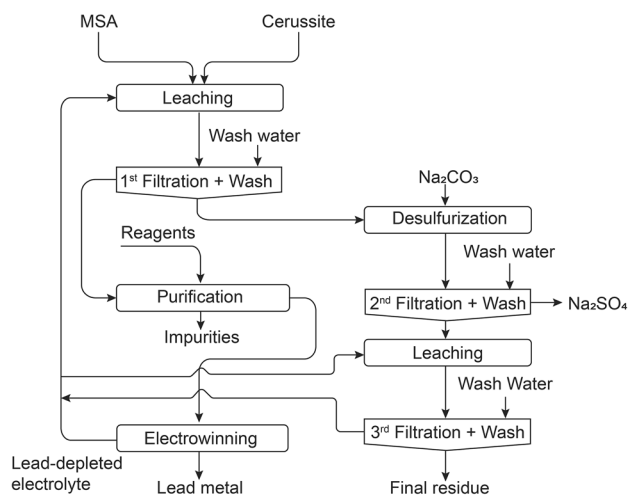 MSA
Cerussite
Leaching
Wash water
1st Filtration + Wash
Na₂CO₃
Desulfurization
Reagents
Wash water
Purification
2nd Filtration + Wash
Na₂SO₄
Impurities
Leaching
Wash Water
Electrowinning
3rd Filtration + Wash
Lead-depleted
electrolyte
Lead metal
Final residue